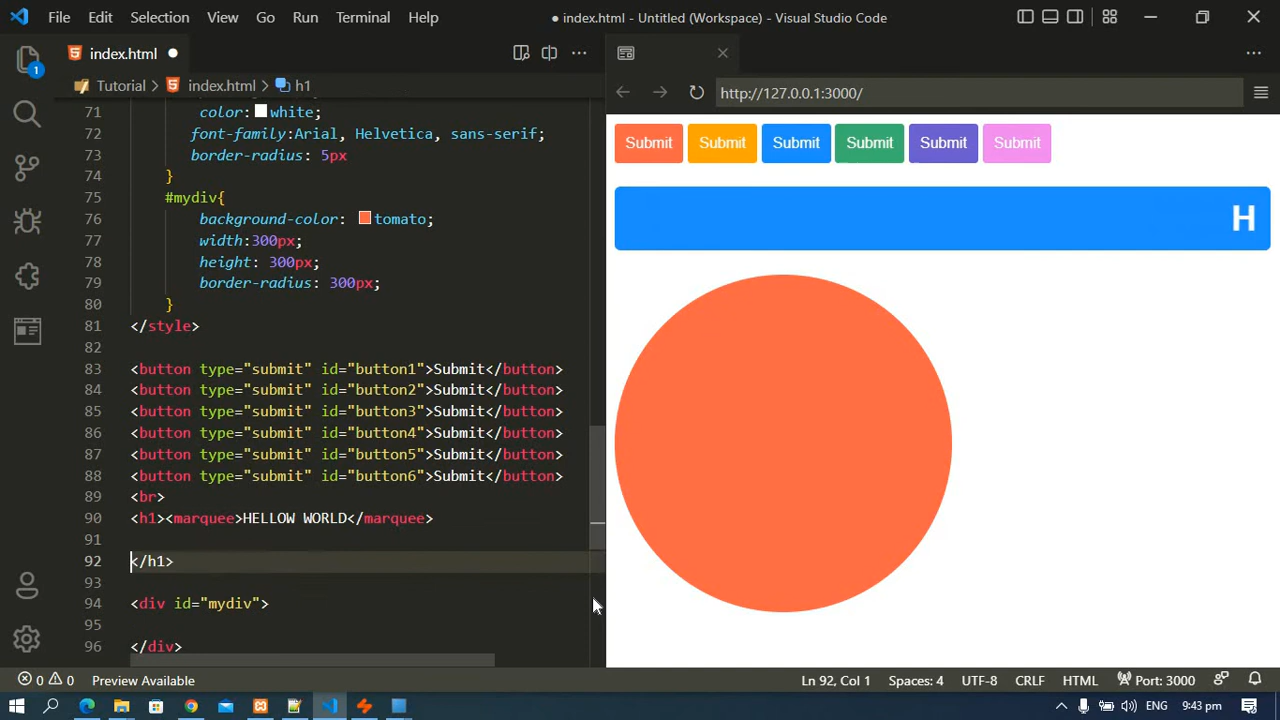 File Edit Selection View Go Run Terminal Help
● index.html - Untitled (Workspace) - Visual Studio Code
index.html ●
Tutorial > index.html > h1
http://127.0.0.1:3000/
71 color: white;
72 font-family:Arial, Helvetica, sans-serif;
73 border-radius: 5px
74 }
75 #mydiv{
76 background-color: tomato;
77 width:300px;
78 height: 300px;
79 border-radius: 300px;
80 }
81 </style>
82
83 <button type="submit" id="button1">Submit</button>
84 <button type="submit" id="button2">Submit</button>
85 <button type="submit" id="button3">Submit</button>
86 <button type="submit" id="button4">Submit</button>
87 <button type="submit" id="button5">Submit</button>
88 <button type="submit" id="button6">Submit</button>
89 <br>
90 <h1><marquee>HELLOW WORLD</marquee>
91
92 </h1>
93
94 <div id="mydiv">
95
96 </div>
Submit Submit Submit Submit Submit Submit
H
1
0 0 Preview Available
Ln 92, Col 1 Spaces: 4 UTF-8 CRLF HTML Port: 3000
ENG 9:43 pm